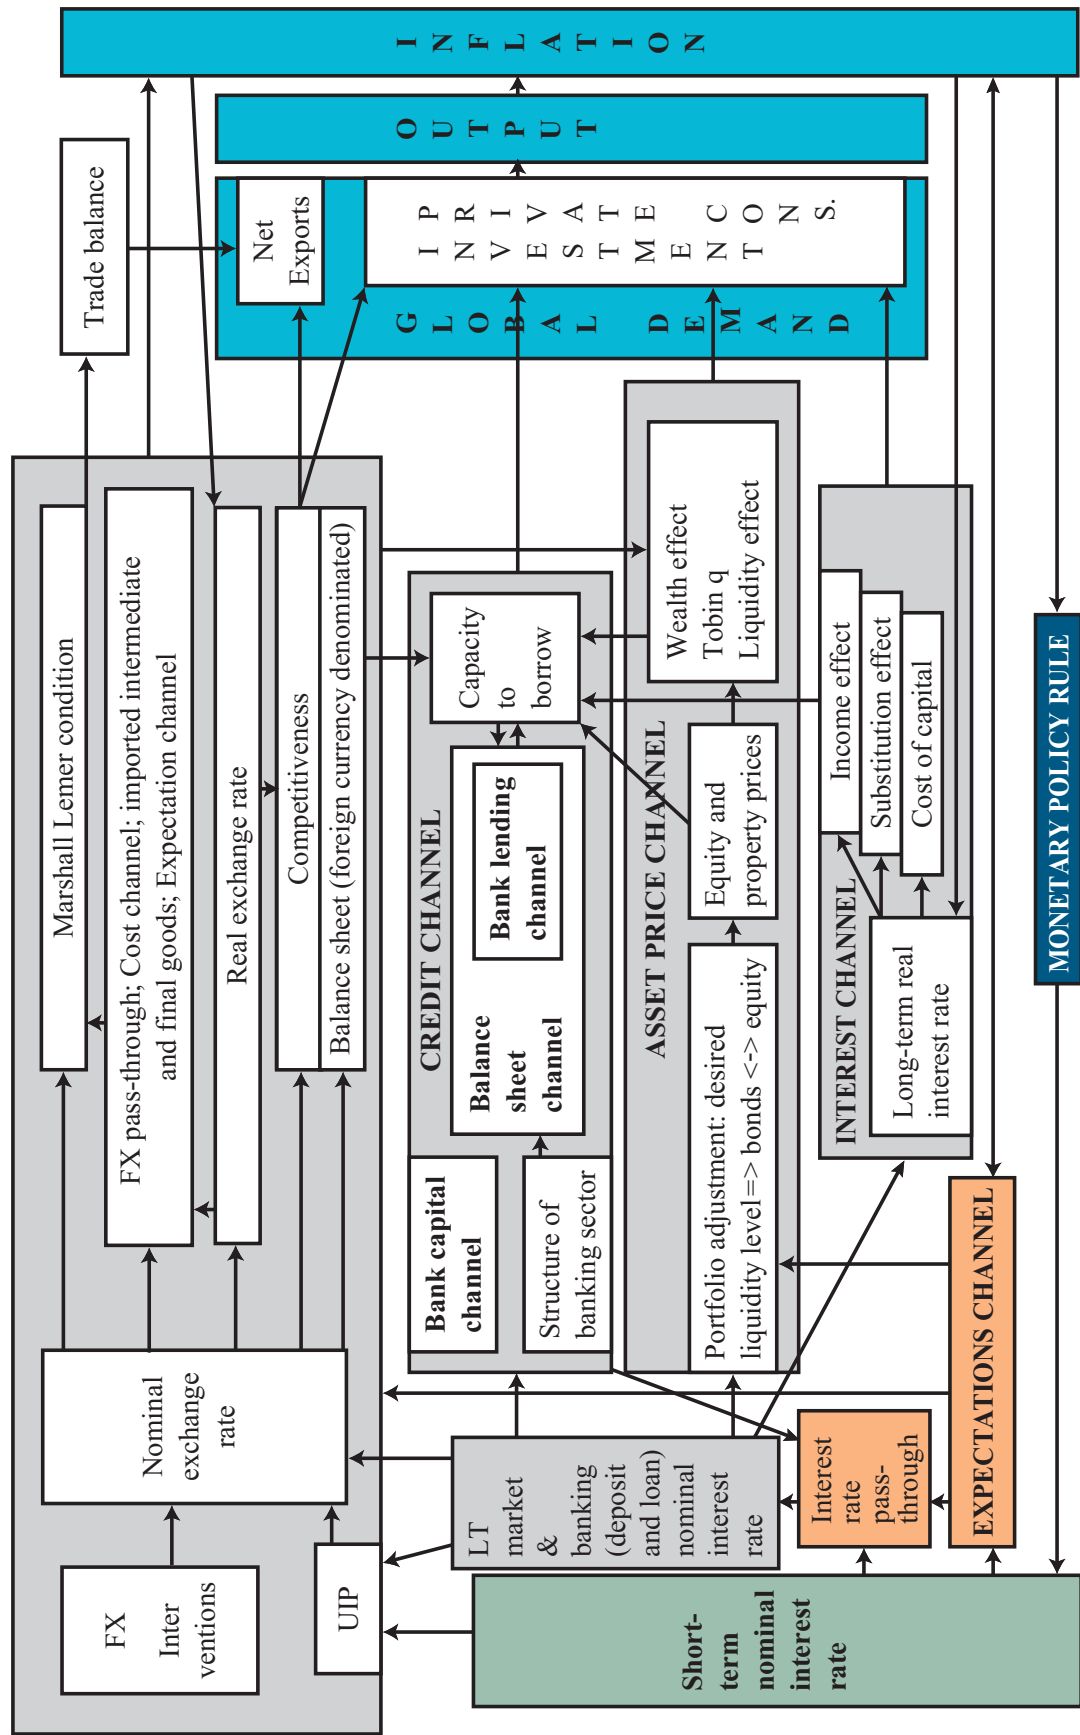 FX
Inter
ventions
UIP
Nominal
exchange
rate
Marshall Lemer condition
FX pass-through; Cost channel; imported intermediate
and final goods; Expectation channel
Real exchange rate
Competitiveness
Balance sheet (foreign currency denominated)
Trade balance
Net
Exports
CREDIT CHANNEL
Bank capital
channel
Structure of
banking sector
Balance
sheet
channel
Bank lending
channel
Capacity
to
borrow
ASSET PRICE CHANNEL
Portfolio adjustment: desired
liquidity level=> bonds <-> equity
Equity and
property prices
Wealth effect
Tobin q
Liquidity effect
INTEREST CHANNEL
Long-term real
interest rate
Income effect
Substitution effect
Cost of capital
LT
market
& banking
(deposit
and loan)
nominal
interest
rate
Interest
rate
pass-
through
EXPECTATIONS CHANNEL
Short-
term
nominal
interest
rate
MONETARY POLICY RULE
GLOBAL DEMAND
I P
N R
V I
E V
S A
T T
M E
E
N C
T O
N
S.
OUTPUT
INFLATION